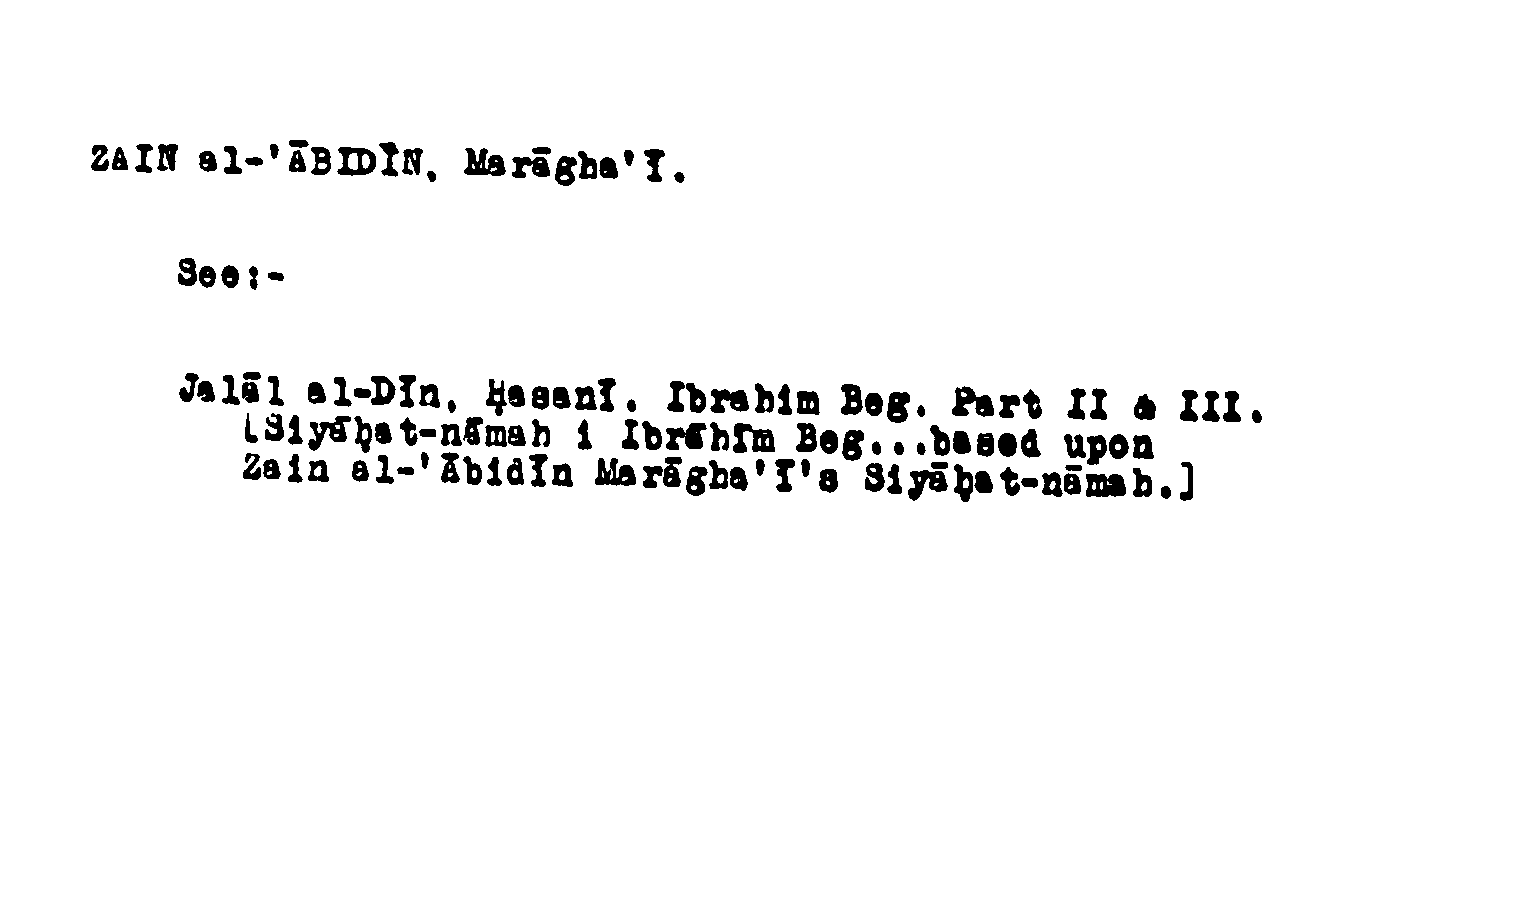 ZAIN al-'ĀBIDĪN, Marāgha'ī.
See:-
Jalāl al-Dīn, Ḥasanī. Ibrahim Beg. Part II & III.
[Siyāḥat-nāmah i Ibrāhīm Beg...based upon
Zain al-'Ābidīn Marāgha'ī's Siyāḥat-nāmah.]